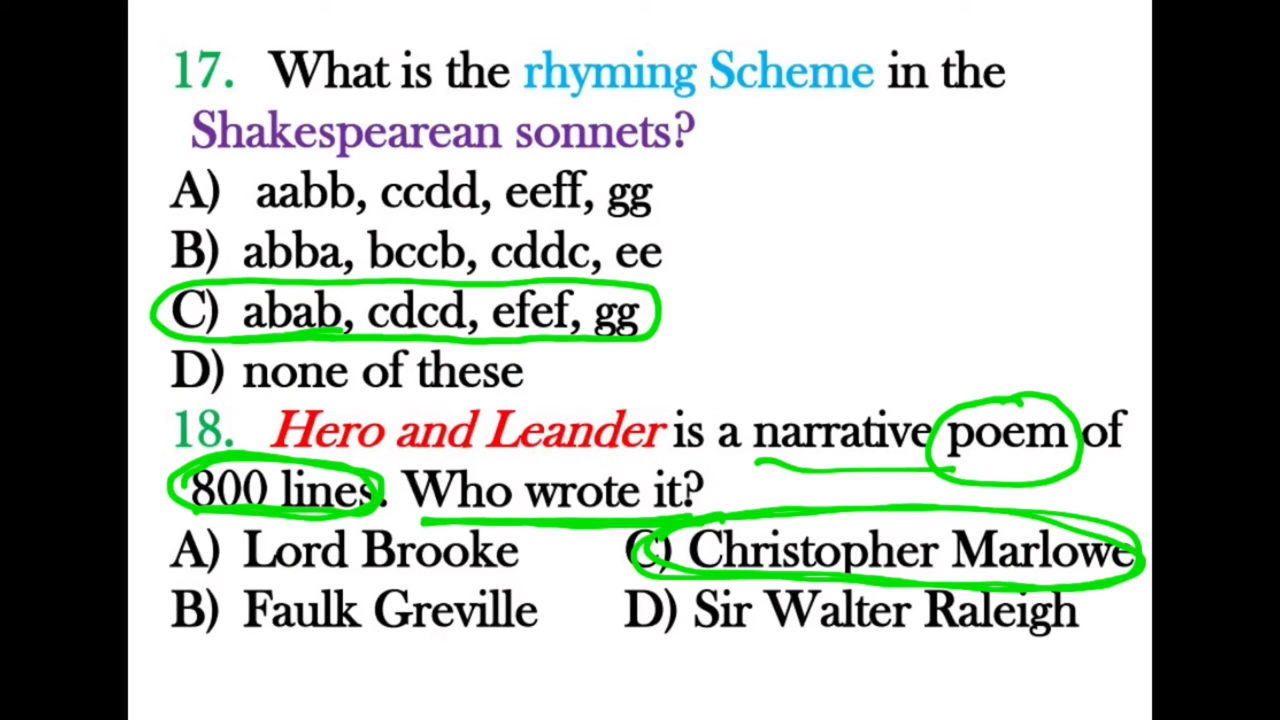 17. What is the rhyming Scheme in the
Shakespearean sonnets?
A) aabb, ccdd, eeff, gg
B) abba, bccb, cddc, ee
C) abab, cdcd, efef, gg
D) none of these
18. Hero and Leander is a narrative poem of
800 lines. Who wrote it?
A) Lord Brooke C) Christopher Marlowe
B) Faulk Greville D) Sir Walter Raleigh